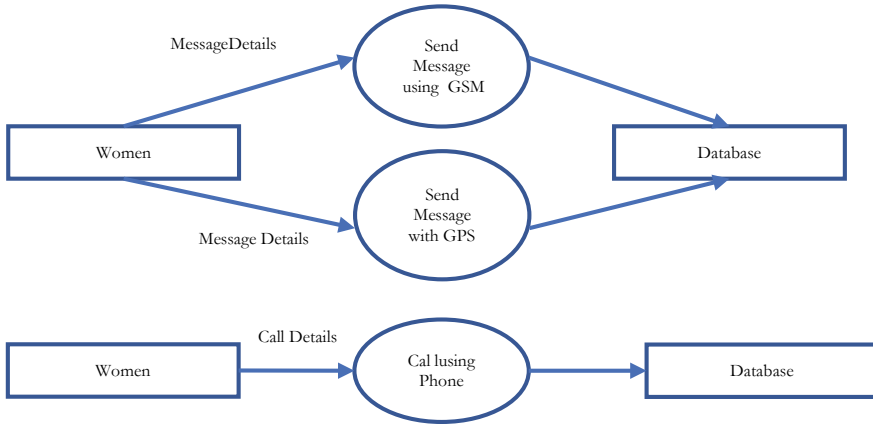 MessageDetails
Send
Message
using GSM
Women
Database
Send
Message
with GPS
Message Details
Call Details
Women
Cal lusing
Phone
Database